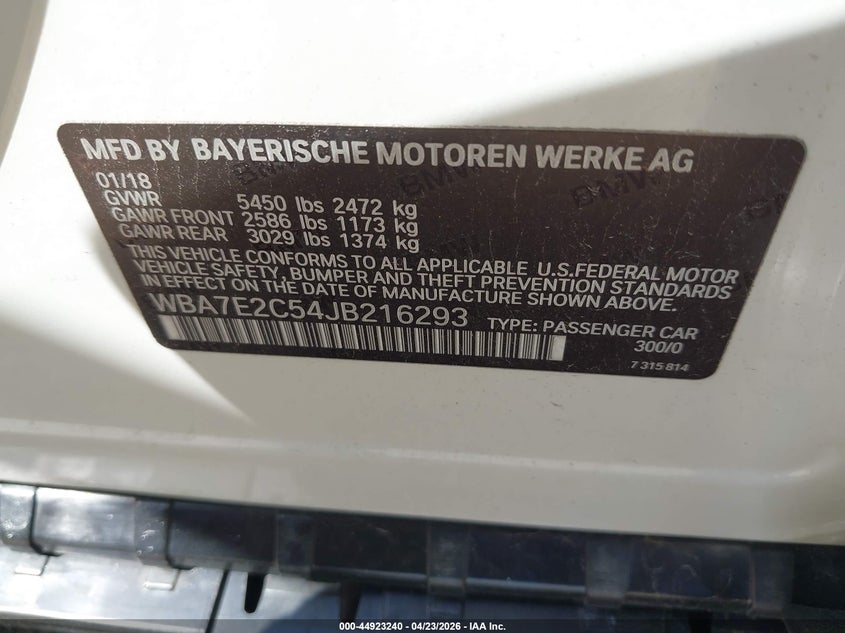 MFD BY BAYERISCHE MOTOREN WERKE AG
01/18
GVWR 5450 lbs 2472 kg
GAWR FRONT 2586 lbs 1173 kg
GAWR REAR 3029 lbs 1374 kg
THIS VEHICLE CONFORMS TO ALL APPLICABLE U.S.FEDERAL MOTOR
VEHICLE SAFETY, BUMPER AND THEFT PREVENTION STANDARDS
IN EFFECT ON THE DATE OF MANUFACTURE SHOWN ABOVE.
WBA7E2C54JB216293 TYPE: PASSENGER CAR
300/0
7 315 814
000-44923240 - 04/23/2026 - IAA Inc.